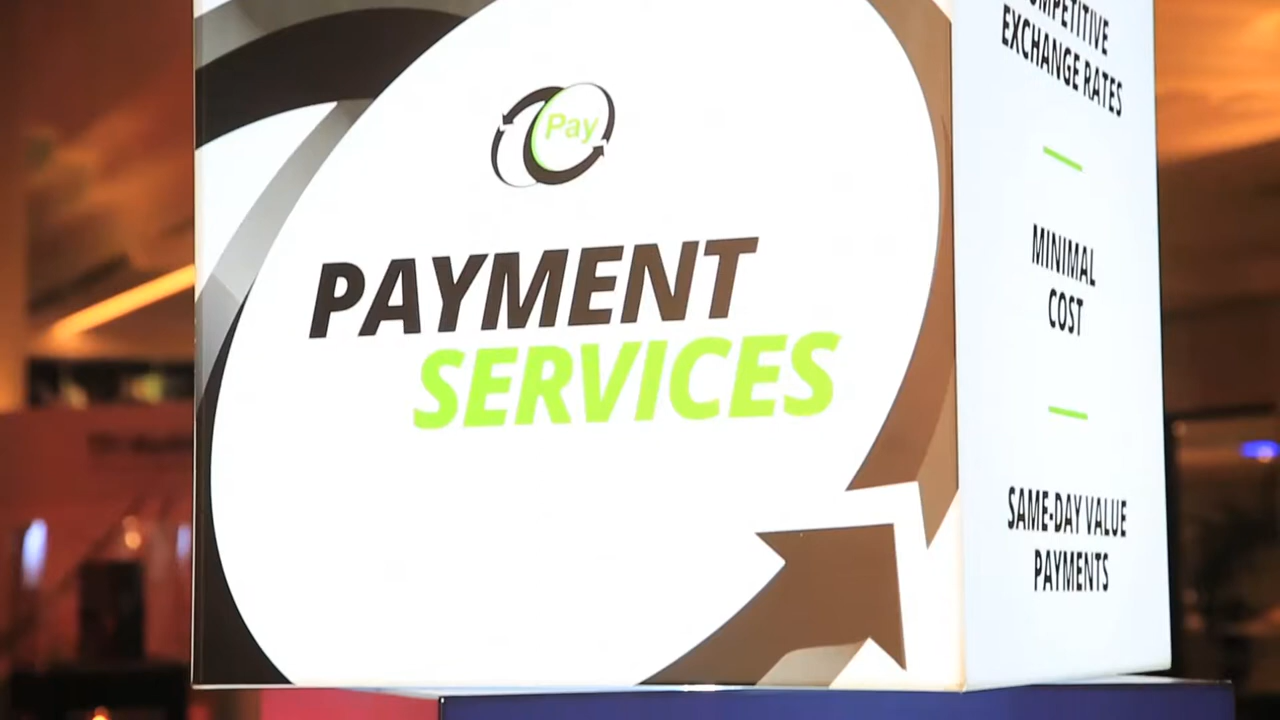 Pay
PAYMENT
SERVICES
EXCHANGE RATES
MINIMAL
COST
SAME-DAY VALUE
PAYMENTS